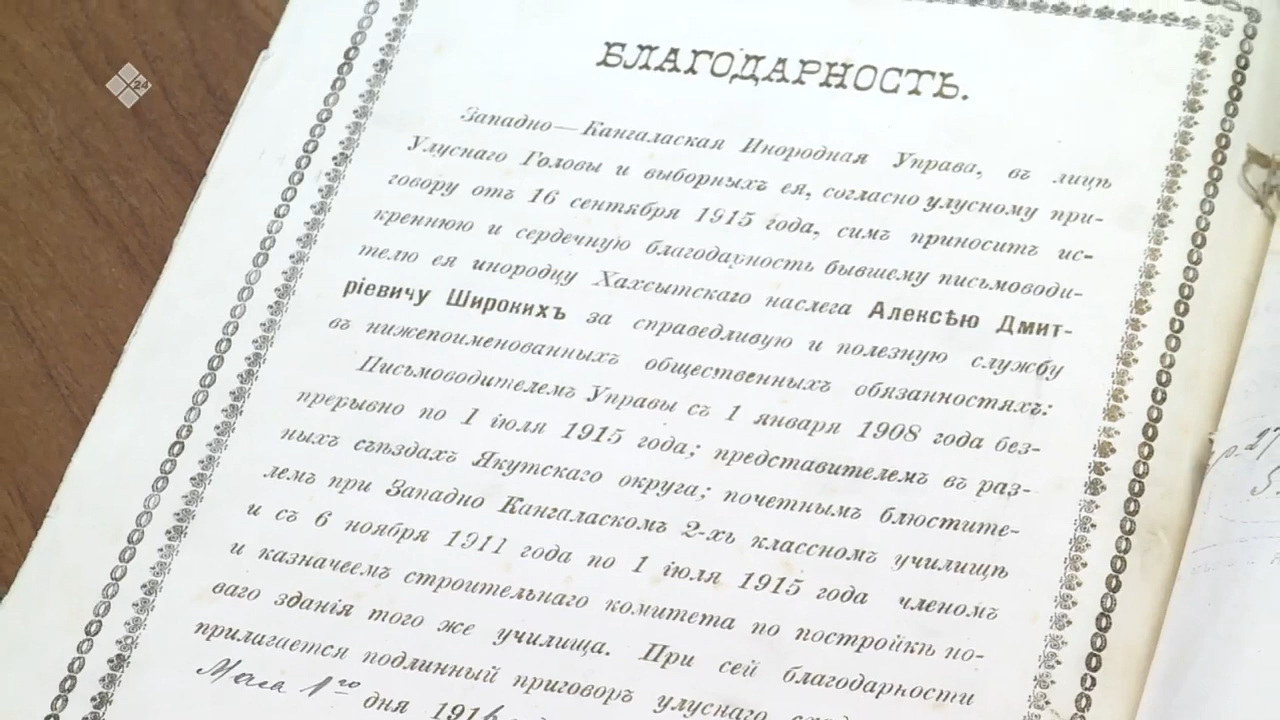 24
БЛАГОДАРНОСТЬ.
Западно—Кангалаская Инородная Управа, въ лицѣ
Улуснаго Головы и выборныхъ ея, согласно улусному при-
говору отъ 16 сентября 1915 года, симъ приноситъ ис-
креннюю и сердечную благодарность бывшему письмоводи-
телю ея инородцу Хахсытскаго наслега Алексѣю Дмит-
ріевичу Широкихъ за справедливую и полезную службу
въ нижепоименованныхъ общественныхъ обязанностяхъ:
Письмоводителемъ Управы съ 1 января 1908 года без-
прерывно по 1 іюля 1915 года; представителемъ въ раз-
ныхъ съѣздахъ Якутскаго округа; почетнымъ блюстите-
лемъ при Западно Кангаласкомъ 2-хъ классномъ училищѣ
и съ 6 ноября 1911 года по 1 іюля 1915 года членомъ
и казначеемъ строительнаго комитета по постройкѣ но-
ваго зданія того же училища. При сей благодарности
прилагается подлинный приговоръ улуснаго
Мая 1го дня 1916